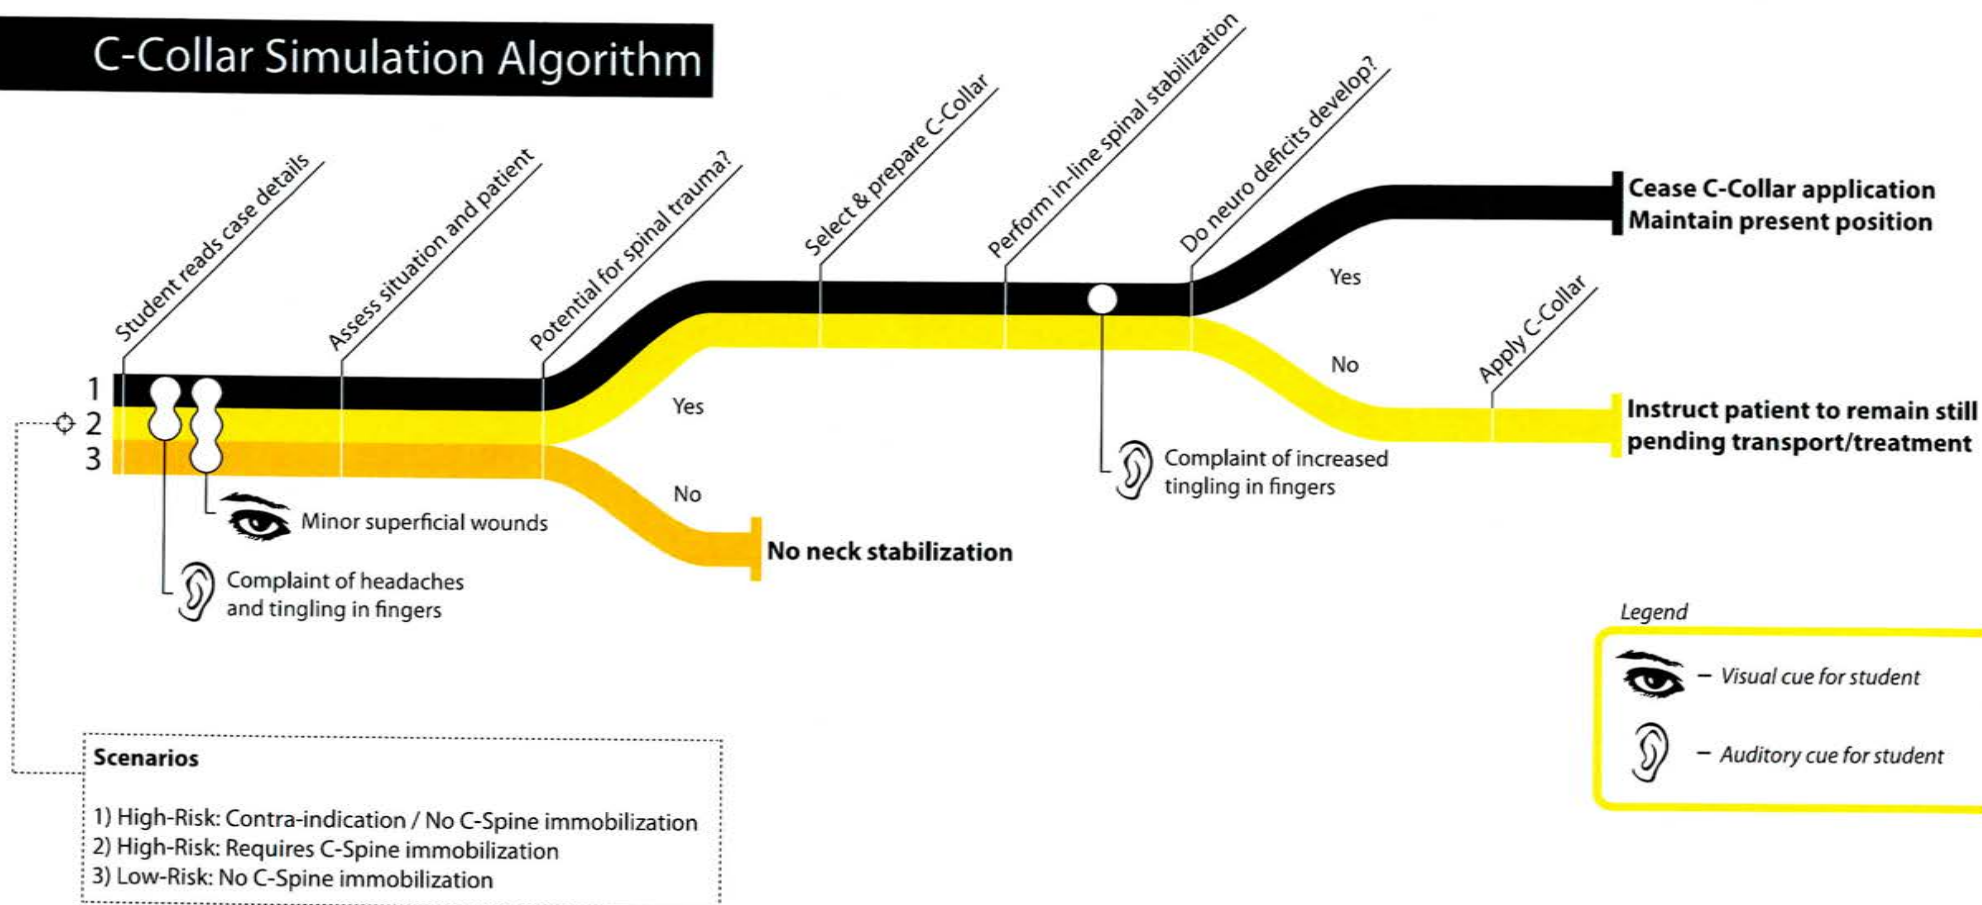 C-Collar Simulation Algorithm
Student reads case details
Assess situation and patient
Potential for spinal trauma?
Select & prepare C-Collar
Perform in-line spinal stabilization
Do neuro deficits develop?
Cease C-Collar application
Maintain present position
Yes
No
Apply C-Collar
Instruct patient to remain still
pending transport/treatment
1
2
3
Yes
No
Complaint of increased
tingling in fingers
Minor superficial wounds
No neck stabilization
Complaint of headaches
and tingling in fingers
Legend
– Visual cue for student
– Auditory cue for student
Scenarios
1) High-Risk: Contra-indication / No C-Spine immobilization
2) High-Risk: Requires C-Spine immobilization
3) Low-Risk: No C-Spine immobilization